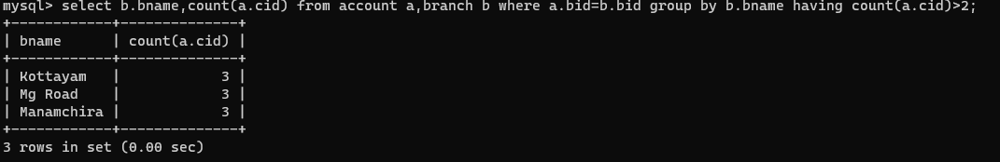 mysql> select b.bname,count(a.cid) from account a,branch b where a.bid=b.bid group by b.bname having count(a.cid)>2;
+------------+--------------+
| bname      | count(a.cid) |
+------------+--------------+
| Kottayam   |            3 |
| Mg Road    |            3 |
| Manamchira |            3 |
+------------+--------------+
3 rows in set (0.00 sec)